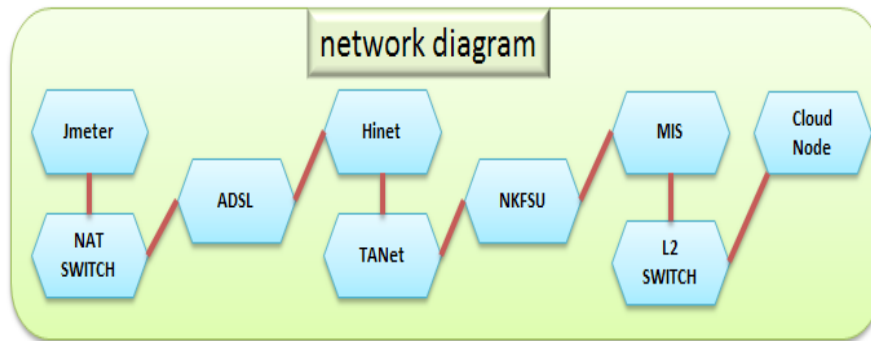 network diagram
Jmeter
NAT
SWITCH
ADSL
Hinet
TANet
NKFSU
MIS
L2
SWITCH
Cloud
Node